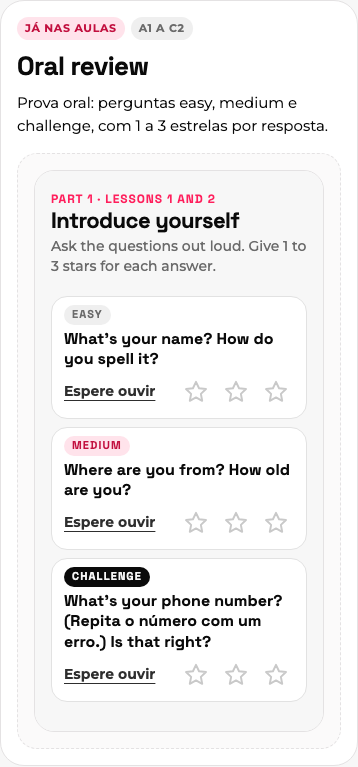 JÁ NAS AULAS A1 A C2
Oral review
Prova oral: perguntas easy, medium e
challenge, com 1 a 3 estrelas por resposta.
PART 1 · LESSONS 1 AND 2
Introduce yourself
Ask the questions out loud. Give 1 to
3 stars for each answer.
EASY
What's your name? How do
you spell it?
Espere ouvir
MEDIUM
Where are you from? How old
are you?
Espere ouvir
CHALLENGE
What's your phone number?
(Repita o número com um
erro.) Is that right?
Espere ouvir